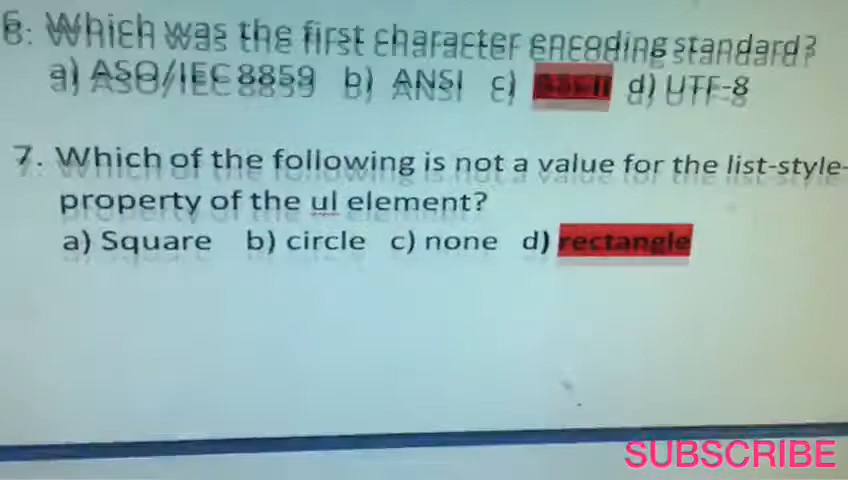 6. Which was the first character encoding standard?
a) ASO/IEC 8859 b) ANSI c) ASCII d) UTF-8
7. Which of the following is not a value for the list-style-
property of the ul element?
a) Square b) circle c) none d) rectangle
SUBSCRIBE